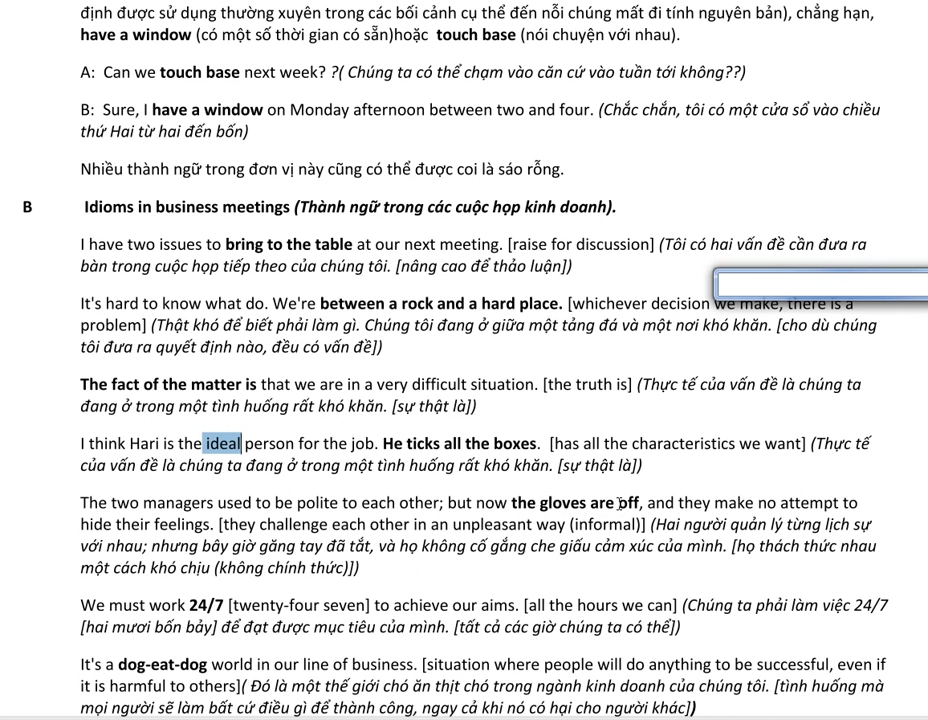 định được sử dụng thường xuyên trong các bối cảnh cụ thể đến nỗi chúng mất đi tính nguyên bản), chẳng hạn,
have a window (có một số thời gian có sẵn)hoặc touch base (nói chuyện với nhau).
A: Can we touch base next week? ?( Chúng ta có thể chạm vào căn cứ vào tuần tới không??)
B: Sure, I have a window on Monday afternoon between two and four. (Chắc chắn, tôi có một cửa sổ vào chiều
thứ Hai từ hai đến bốn)
Nhiều thành ngữ trong đơn vị này cũng có thể được coi là sáo rỗng.
B Idioms in business meetings (Thành ngữ trong các cuộc họp kinh doanh).
I have two issues to bring to the table at our next meeting. [raise for discussion] (Tôi có hai vấn đề cần đưa ra
bàn trong cuộc họp tiếp theo của chúng tôi. [nâng cao để thảo luận])
It's hard to know what do. We're between a rock and a hard place. [whichever decision we make, there is a
problem] (Thật khó để biết phải làm gì. Chúng tôi đang ở giữa một tảng đá và một nơi khó khăn. [cho dù chúng
tôi đưa ra quyết định nào, đều có vấn đề])
The fact of the matter is that we are in a very difficult situation. [the truth is] (Thực tế của vấn đề là chúng ta
đang ở trong một tình huống rất khó khăn. [sự thật là])
I think Hari is the ideal person for the job. He ticks all the boxes. [has all the characteristics we want] (Thực tế
của vấn đề là chúng ta đang ở trong một tình huống rất khó khăn. [sự thật là])
The two managers used to be polite to each other; but now the gloves are off, and they make no attempt to
hide their feelings. [they challenge each other in an unpleasant way (informal)] (Hai người quản lý từng lịch sự
với nhau; nhưng bây giờ găng tay đã tắt, và họ không cố gắng che giấu cảm xúc của mình. [họ thách thức nhau
một cách khó chịu (không chính thức)])
We must work 24/7 [twenty-four seven] to achieve our aims. [all the hours we can] (Chúng ta phải làm việc 24/7
[hai mươi bốn bảy] để đạt được mục tiêu của mình. [tất cả các giờ chúng ta có thể])
It's a dog-eat-dog world in our line of business. [situation where people will do anything to be successful, even if
it is harmful to others]( Đó là một thế giới chó ăn thịt chó trong ngành kinh doanh của chúng tôi. [tình huống mà
mọi người sẽ làm bất cứ điều gì để thành công, ngay cả khi nó có hại cho người khác])